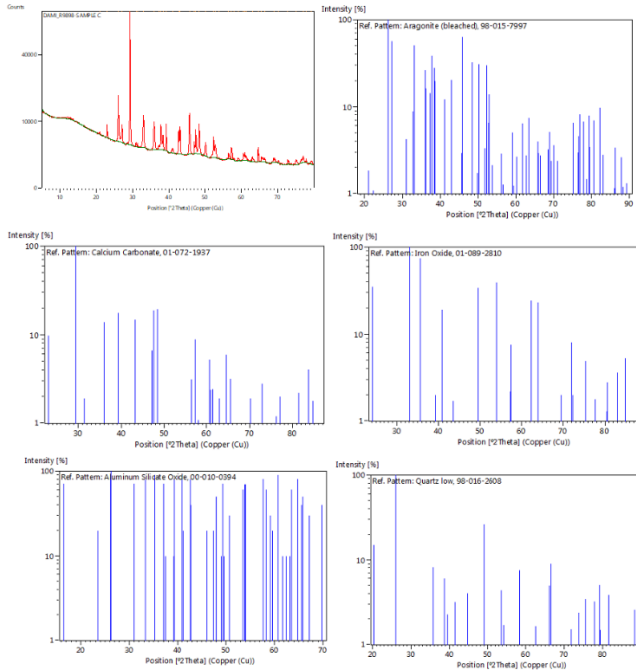 Counts
DAMI_R9898-SAMPLE C
40000
10000
0
10 20 30 40 50 60 70
Position [°2Theta] (Copper (Cu))
Intensity [%]
Ref. Pattern: Aragonite (bleached), 98-015-7997
100
10
1
20 30 40 50 60 70 80 90
Position [°2Theta] (Copper (Cu))
Intensity [%]
Ref. Pattern: Calcium Carbonate, 01-072-1937
100
10
1
30 40 50 60 70 80
Position [°2Theta] (Copper (Cu))
Intensity [%]
Ref. Pattern: Iron Oxide, 01-089-2810
100
10
1
30 40 50 60 70 80
Position [°2Theta] (Copper (Cu))
Intensity [%]
Ref. Pattern: Aluminum Silicate Oxide, 00-010-0394
100
10
1
20 30 40 50 60 70
Position [°2Theta] (Copper (Cu))
Intensity [%]
Ref. Pattern: Quartz low, 98-016-2608
100
10
1
20 30 40 50 60 70 80
Position [°2Theta] (Copper (Cu))